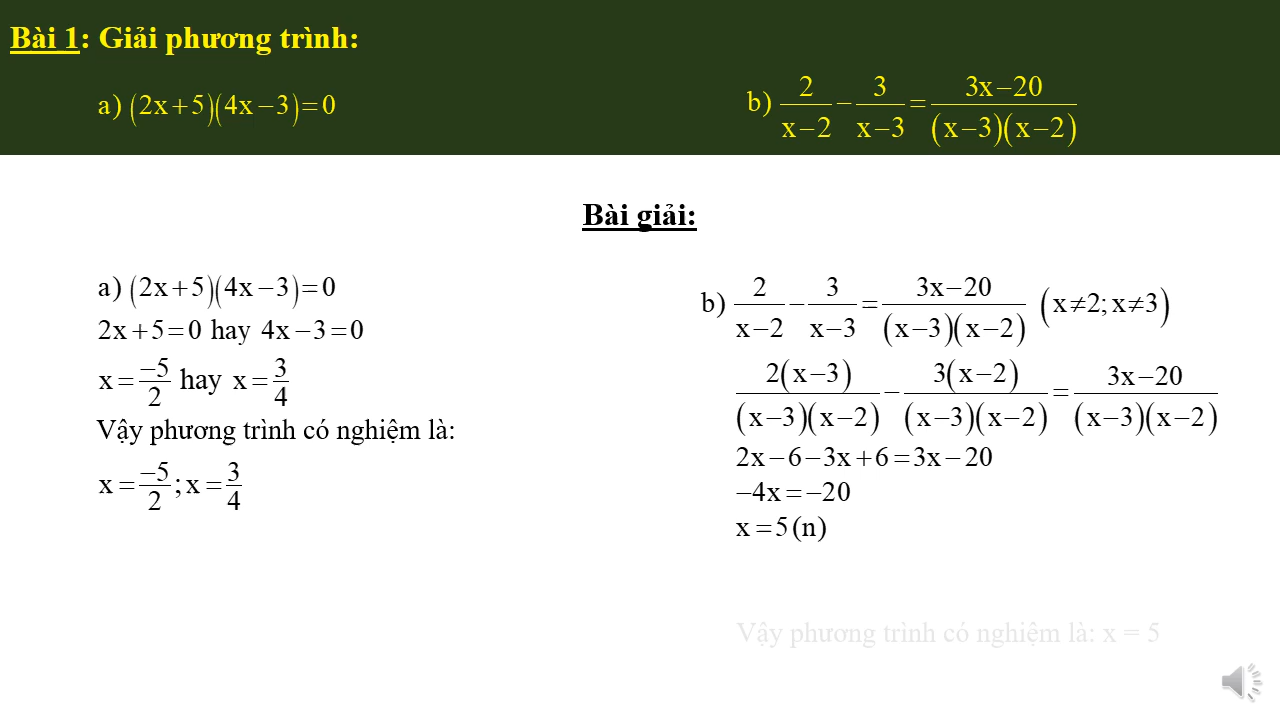 Bài 1: Giải phương trình:
a) (2x+5)(4x−3)=0
b) 2/(x−2) − 3/(x−3) = (3x−20)/((x−3)(x−2))
Bài giải:
a) (2x+5)(4x−3)=0
2x+5=0 hay 4x−3=0
x = −5/2 hay x = 3/4
Vậy phương trình có nghiệm là:
x = −5/2 ; x = 3/4
b) 2/(x−2) − 3/(x−3) = (3x−20)/((x−3)(x−2)) (x≠2; x≠3)
2(x−3)/((x−3)(x−2)) − 3(x−2)/((x−3)(x−2)) = (3x−20)/((x−3)(x−2))
2x−6−3x+6=3x−20
−4x=−20
x=5(n)
Vậy phương trình có nghiệm là: x = 5